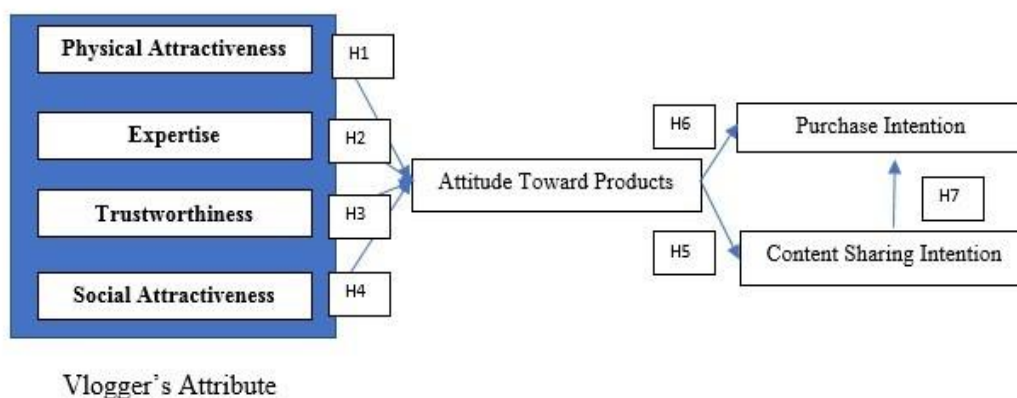 Physical Attractiveness
H1
Expertise
H2
H6
Purchase Intention
Attitude Toward Products
Trustworthiness
H3
H7
H5
Content Sharing Intention
Social Attractiveness
H4
Vlogger's Attribute